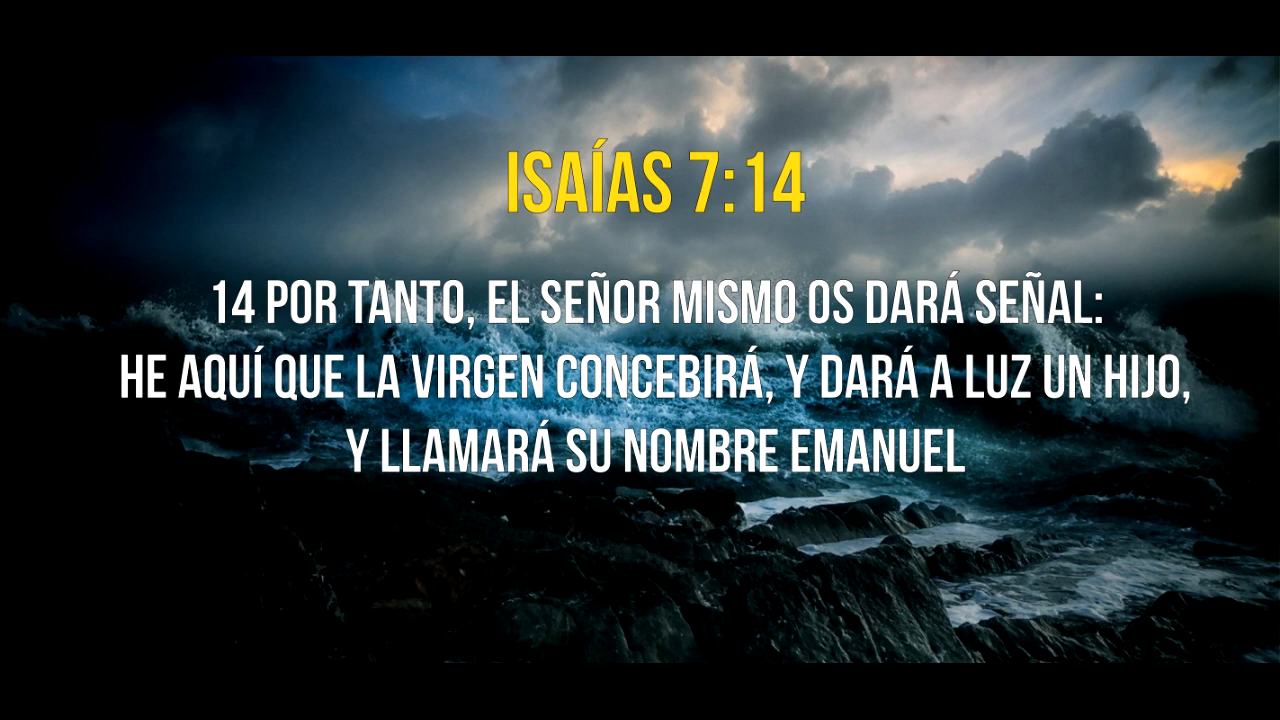 ISAÍAS 7:14
14 POR TANTO, EL SEÑOR MISMO OS DARÁ SEÑAL:
HE AQUÍ QUE LA VIRGEN CONCEBIRÁ, Y DARÁ A LUZ UN HIJO,
Y LLAMARÁ SU NOMBRE EMANUEL